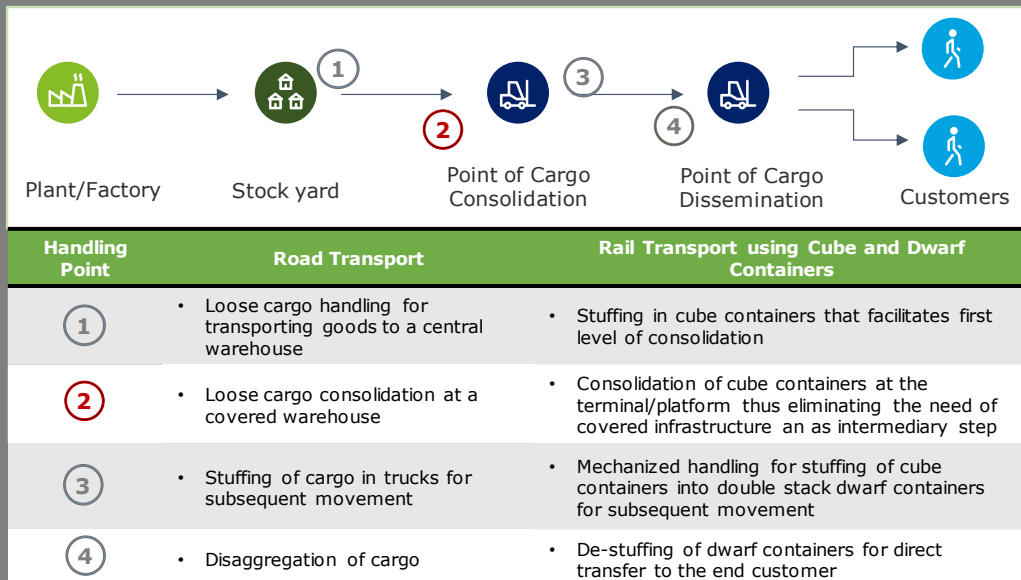 1
3
2
4
Plant/Factory
Stock yard
Point of Cargo
Consolidation
Point of Cargo
Dissemination
Customers
Handling
Point
Road Transport
Rail Transport using Cube and Dwarf
Containers
1
• Loose cargo handling for
transporting goods to a central
warehouse
• Stuffing in cube containers that facilitates first
level of consolidation
2
• Loose cargo consolidation at a
covered warehouse
• Consolidation of cube containers at the
terminal/platform thus eliminating the need of
covered infrastructure an as intermediary step
3
• Stuffing of cargo in trucks for
subsequent movement
• Mechanized handling for stuffing of cube
containers into double stack dwarf containers
for subsequent movement
4
• Disaggregation of cargo
• De-stuffing of dwarf containers for direct
transfer to the end customer